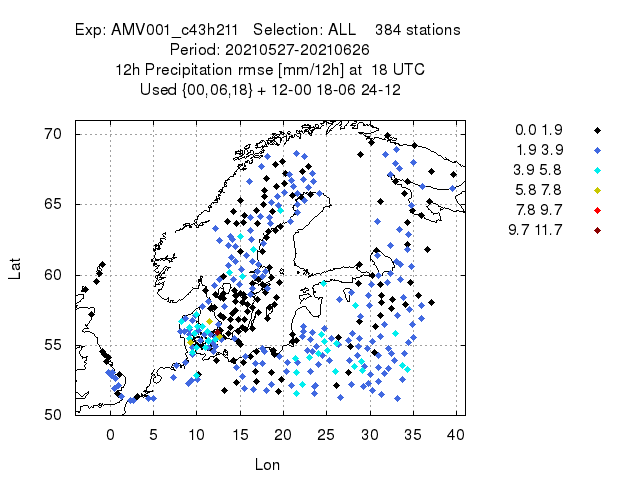 Exp: AMV001_c43h211 Selection: ALL 384 stations
Period: 20210527-20210626
12h Precipitation rmse [mm/12h] at 18 UTC
Used {00,06,18} + 12-00 18-06 24-12
70
65
60
55
50
Lat
0 5 10 15 20 25 30 35 40
Lon
0.0 1.9
1.9 3.9
3.9 5.8
5.8 7.8
7.8 9.7
9.7 11.7